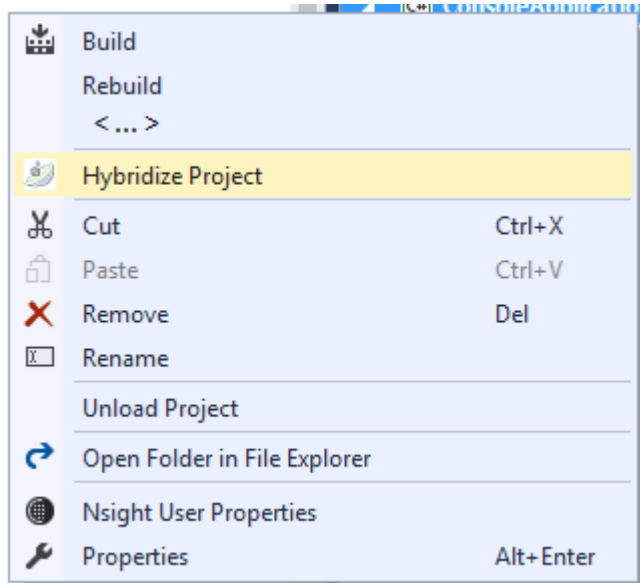 C# ConsoleApplicatio
Build
Rebuild
< ... >
Hybridize Project
Cut Ctrl+X
Paste Ctrl+V
Remove Del
Rename
Unload Project
Open Folder in File Explorer
Nsight User Properties
Properties Alt+Enter